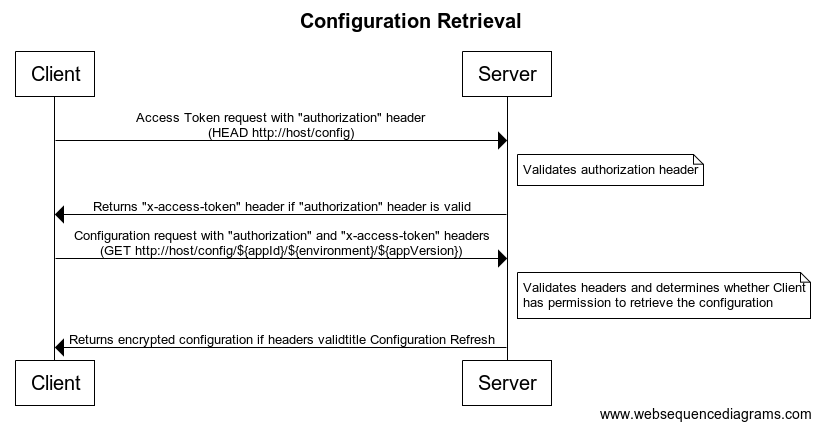 Configuration Retrieval
Client
Server
Access Token request with "authorization" header
(HEAD http://host/config)
Validates authorization header
Returns "x-access-token" header if "authorization" header is valid
Configuration request with "authorization" and "x-access-token" headers
(GET http://host/config/${appId}/${environment}/${appVersion})
Validates headers and determines whether Client
has permission to retrieve the configuration
Returns encrypted configuration if headers validtitle Configuration Refresh
Client
Server
www.websequencediagrams.com